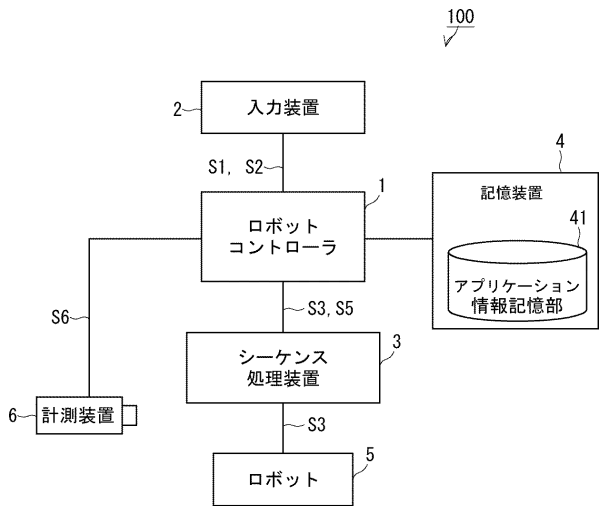 100
2
入力装置
S1, S2
1
ロボット
コントローラ
4
記憶装置
41
アプリケーション
情報記憶部
S6
S3, S5
シーケンス
処理装置
3
6
計測装置
S3
ロボット
5